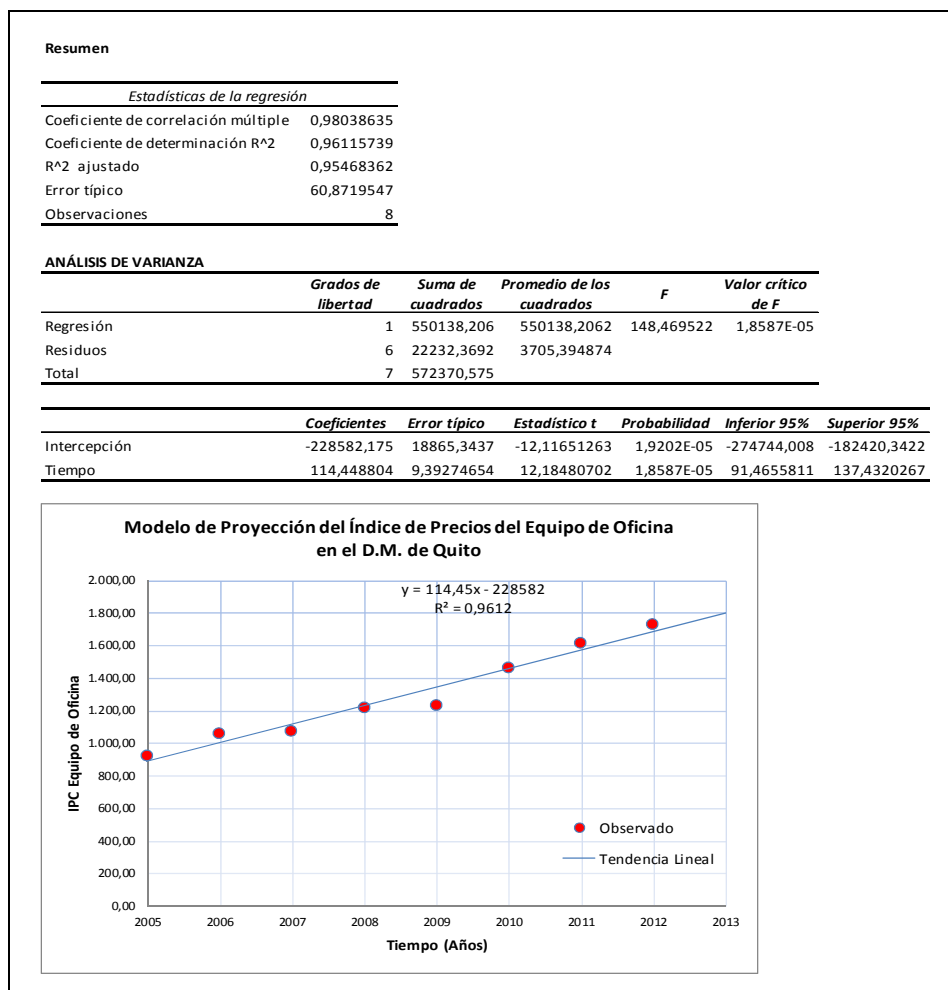 Resumen
Estadísticas de la regresión
Coeficiente de correlación múltiple 0,98038635
Coeficiente de determinación R^2 0,96115739
R^2 ajustado 0,95468362
Error típico 60,8719547
Observaciones 8
ANÁLISIS DE VARIANZA
Grados de libertad Suma de cuadrados Promedio de los cuadrados F Valor crítico de F
Regresión 1 550138,206 550138,2062 148,469522 1,8587E-05
Residuos 6 22232,3692 3705,394874
Total 7 572370,575
Coeficientes Error típico Estadístico t Probabilidad Inferior 95% Superior 95%
Intercepción -228582,175 18865,3437 -12,11651263 1,9202E-05 -274744,008 -182420,3422
Tiempo 114,448804 9,39274654 12,18480702 1,8587E-05 91,4655811 137,4320267
Modelo de Proyección del Índice de Precios del Equipo de Oficina
en el D.M. de Quito
y = 114,45x - 228582
R² = 0,9612
IPC Equipo de Oficina
2.000,00
1.800,00
1.600,00
1.400,00
1.200,00
1.000,00
800,00
600,00
400,00
200,00
0,00
Observado
Tendencia Lineal
2005 2006 2007 2008 2009 2010 2011 2012 2013
Tiempo (Años)